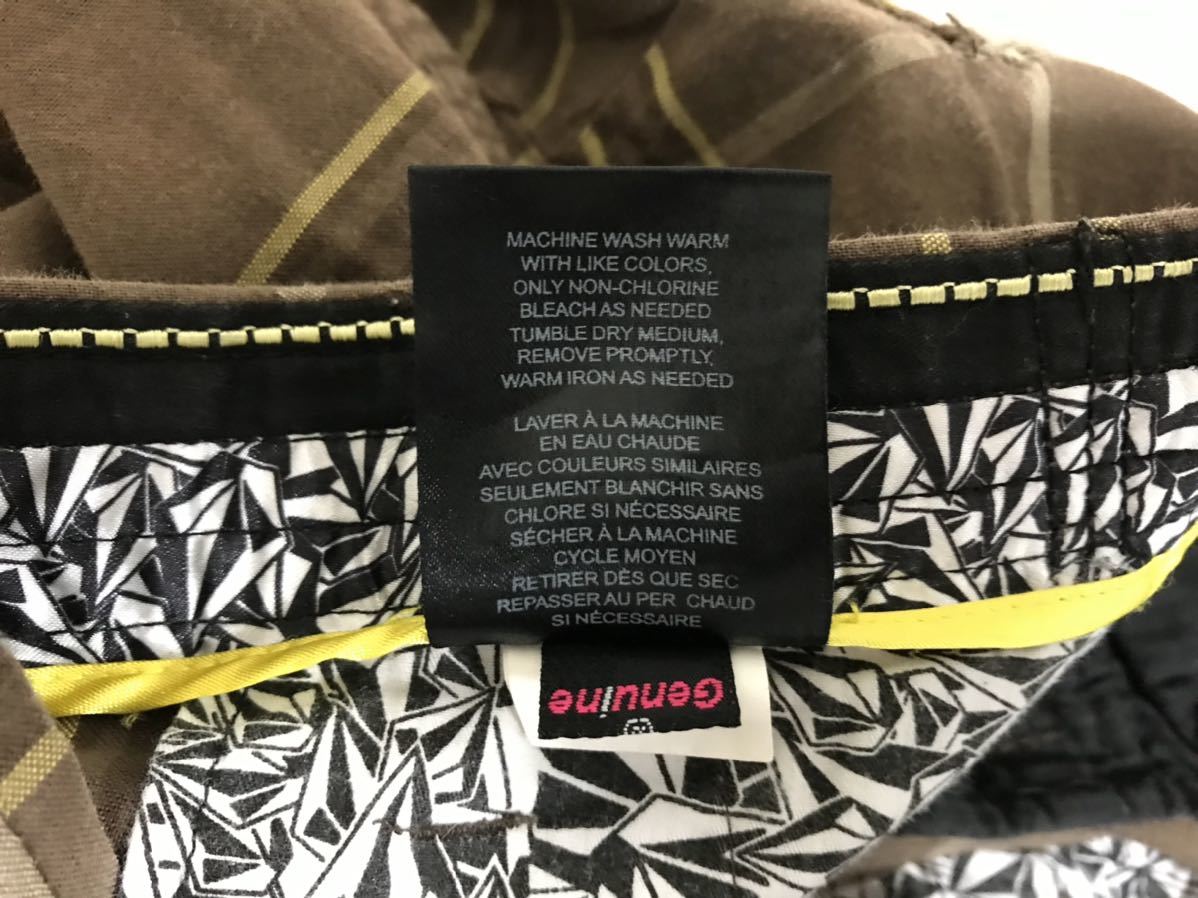 MACHINE WASH WARM
WITH LIKE COLORS,
ONLY NON-CHLORINE
BLEACH AS NEEDED
TUMBLE DRY MEDIUM,
REMOVE PROMPTLY,
WARM IRON AS NEEDED
LAVER À LA MACHINE
EN EAU CHAUDE
AVEC COULEURS SIMILAIRES
SEULEMENT BLANCHIR SANS
CHLORE SI NÉCESSAIRE
SÉCHER À LA MACHINE
CYCLE MOYEN
RETIRER DÈS QUE SEC
REPASSER AU PER CHAUD
SI NÉCESSAIRE
Genuine
®